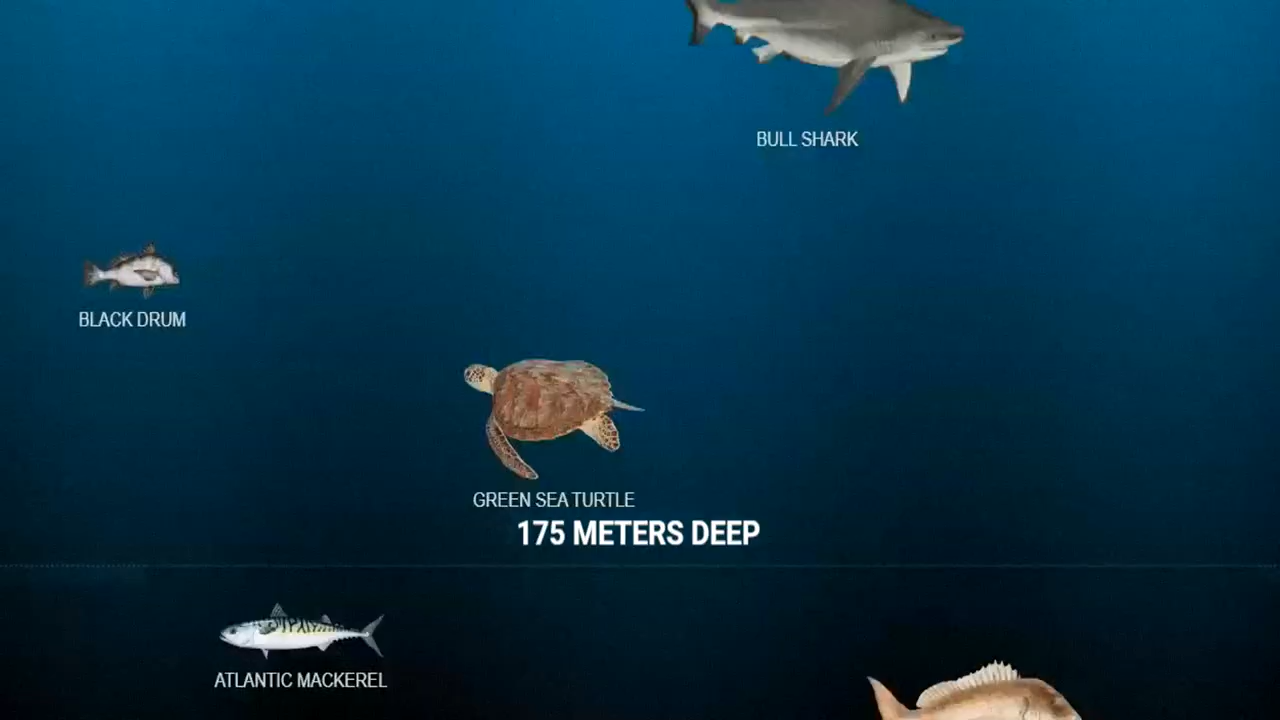 BULL SHARK
BLACK DRUM
GREEN SEA TURTLE
175 METERS DEEP
ATLANTIC MACKEREL